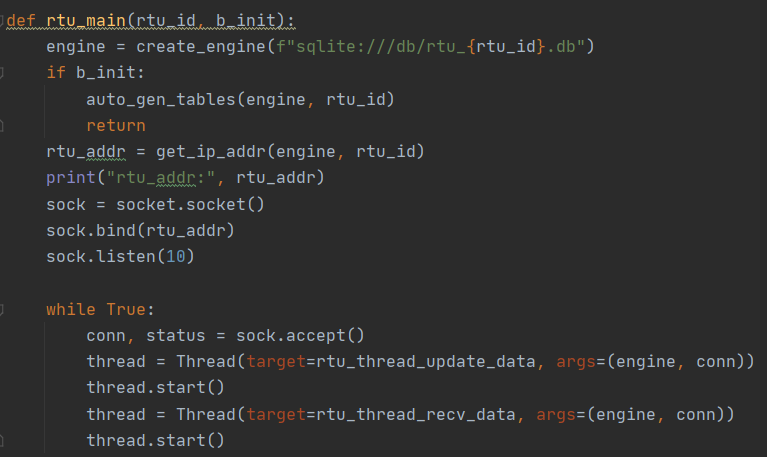 def rtu_main(rtu_id, b_init):
    engine = create_engine(f"sqlite:///db/rtu_{rtu_id}.db")
    if b_init:
        auto_gen_tables(engine, rtu_id)
        return
    rtu_addr = get_ip_addr(engine, rtu_id)
    print("rtu_addr:", rtu_addr)
    sock = socket.socket()
    sock.bind(rtu_addr)
    sock.listen(10)

    while True:
        conn, status = sock.accept()
        thread = Thread(target=rtu_thread_update_data, args=(engine, conn))
        thread.start()
        thread = Thread(target=rtu_thread_recv_data, args=(engine, conn))
        thread.start()